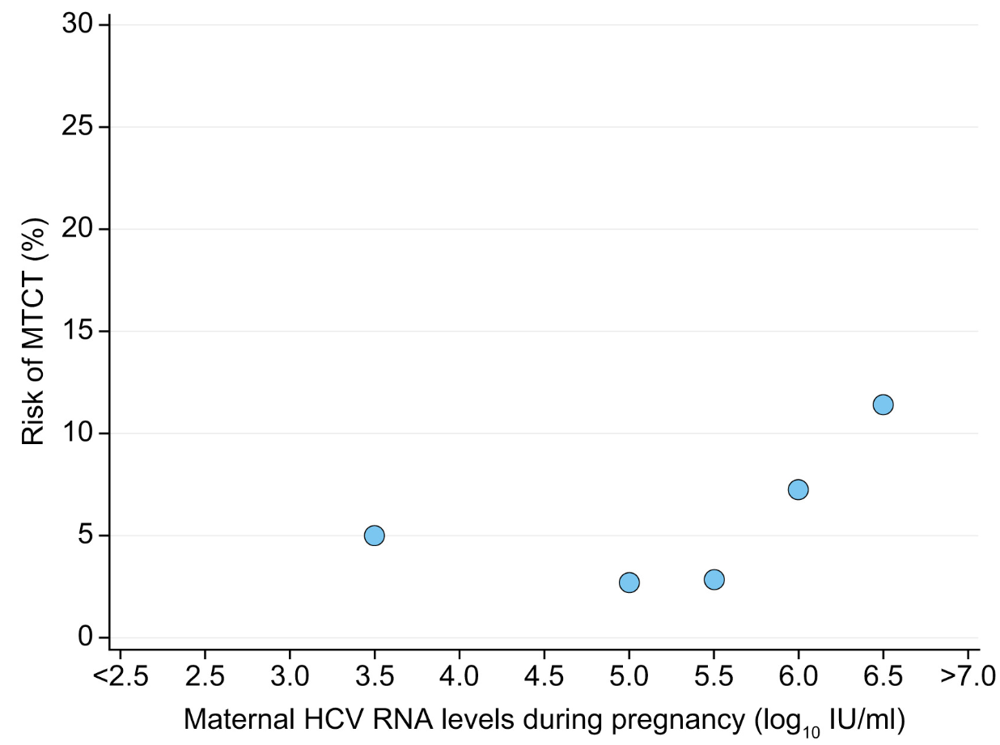 30
25
20
15
10
5
0
Risk of MTCT (%)
<2.5 2.5 3.0 3.5 4.0 4.5 5.0 5.5 6.0 6.5 >7.0
Maternal HCV RNA levels during pregnancy (log₁₀ IU/ml)